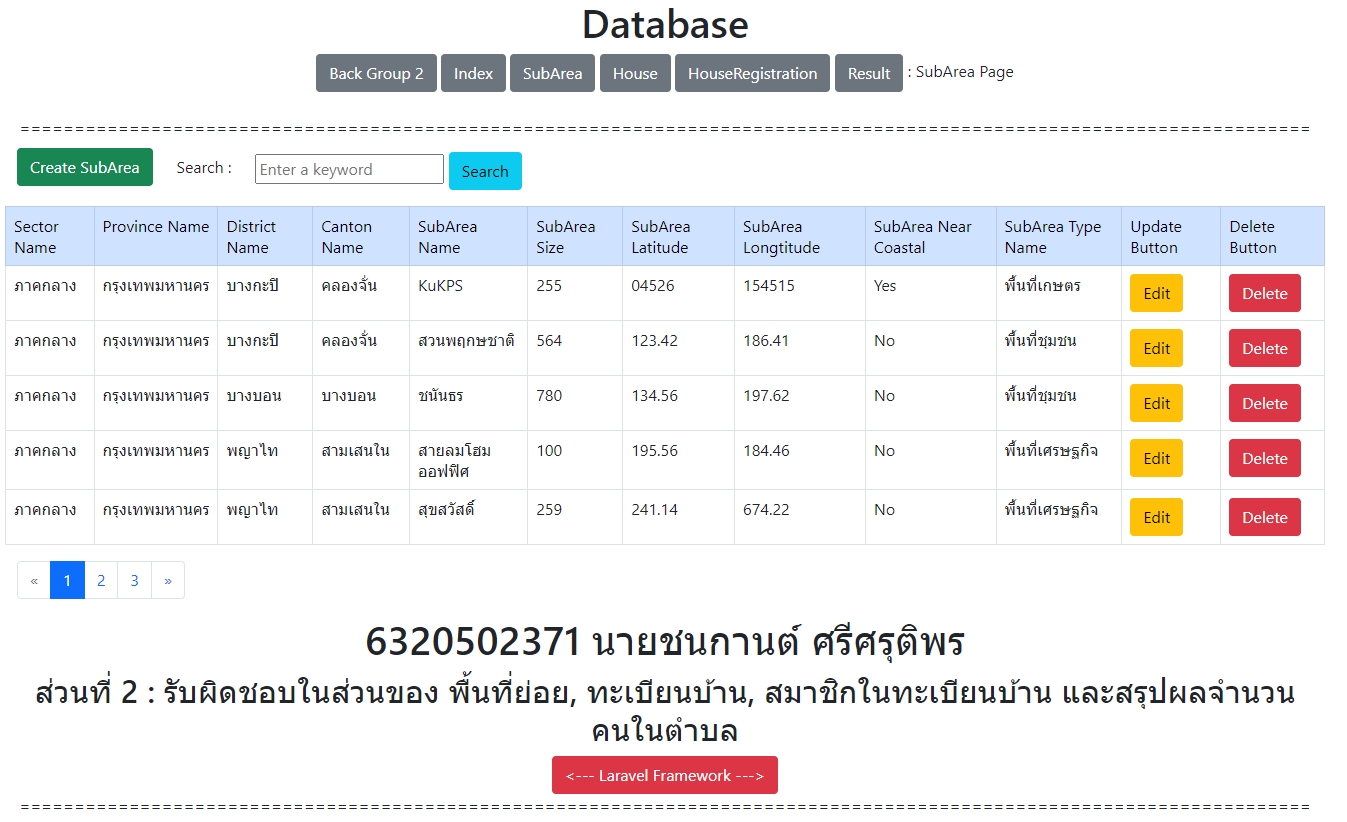 Database
Back Group 2 Index SubArea House HouseRegistration Result : SubArea Page
========================================================================================================================
Create SubArea Search : Enter a keyword Search
Sector Name Province Name District Name Canton Name SubArea Name SubArea Size SubArea Latitude SubArea Longtitude SubArea Near Coastal SubArea Type Name Update Button Delete Button
ภาคกลาง กรุงเทพมหานคร บางกะปิ คลองจั่น KuKPS 255 04526 154515 Yes พื้นที่เกษตร Edit Delete
ภาคกลาง กรุงเทพมหานคร บางกะปิ คลองจั่น สวนพฤกษชาติ 564 123.42 186.41 No พื้นที่ชุมชน Edit Delete
ภาคกลาง กรุงเทพมหานคร บางบอน บางบอน ชนันธร 780 134.56 197.62 No พื้นที่ชุมชน Edit Delete
ภาคกลาง กรุงเทพมหานคร พญาไท สามเสนใน สายลมโฮม ออฟฟิศ 100 195.56 184.46 No พื้นที่เศรษฐกิจ Edit Delete
ภาคกลาง กรุงเทพมหานคร พญาไท สามเสนใน สุขสวัสดิ์ 259 241.14 674.22 No พื้นที่เศรษฐกิจ Edit Delete
« 1 2 3 »
6320502371 นายชนกานต์ ศรีศรุติพร
ส่วนที่ 2 : รับผิดชอบในส่วนของ พื้นที่ย่อย, ทะเบียนบ้าน, สมาชิกในทะเบียนบ้าน และสรุปผลจำนวน
คนในตำบล
<--- Laravel Framework --->
========================================================================================================================